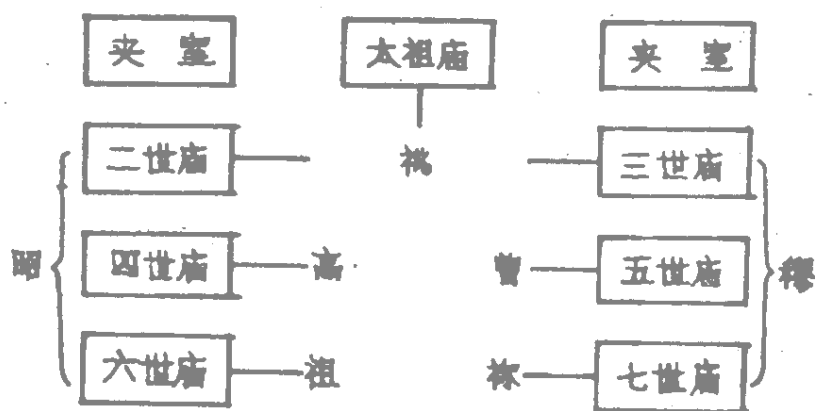 夹 室 太祖庙 夹 室
二世庙 祧 三世庙
昭 四世庙 高 曾 五世庙 穆
六世庙 祖 祢 七世庙